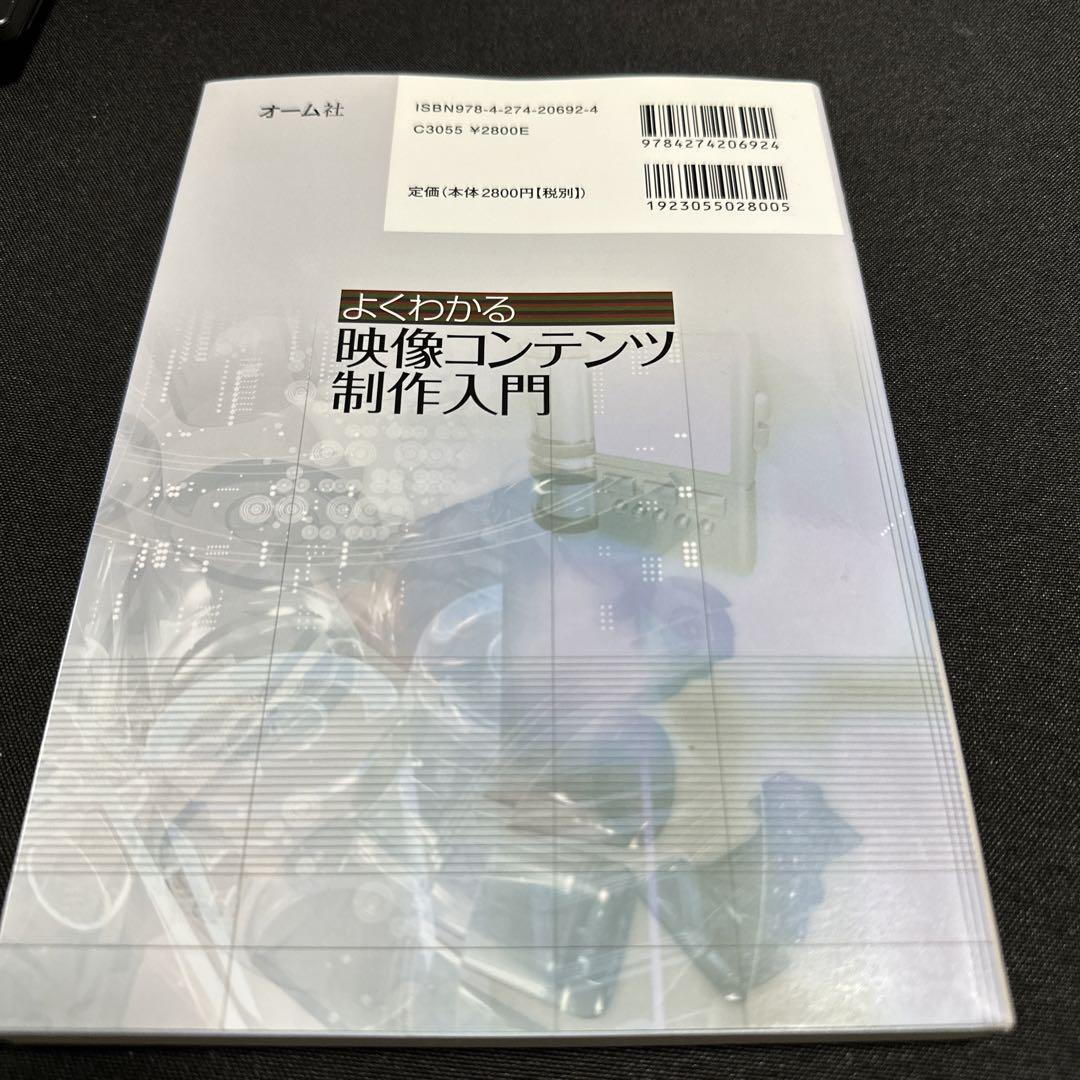 オーム社
ISBN978-4-274-20692-4
C3055 ¥2800E
定価(本体2800円【税別】)
9784274206924
1923055028005
よくわかる
映像コンテンツ
制作入門